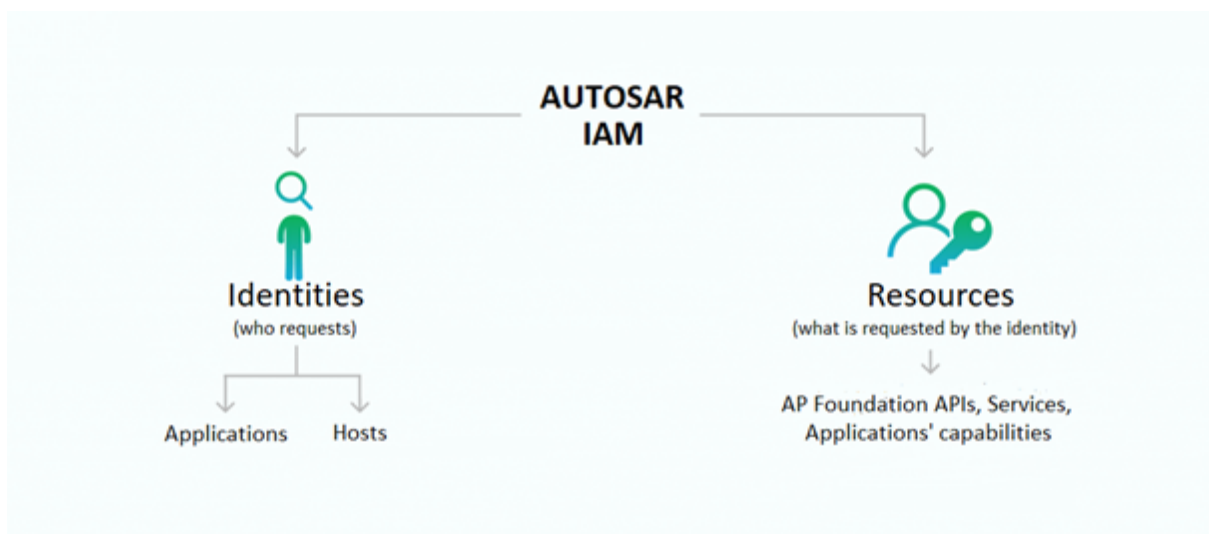 AUTOSAR
IAM
Identities
(who requests)
Applications
Hosts
Resources
(what is requested by the identity)
AP Foundation APIs, Services,
Applications' capabilities